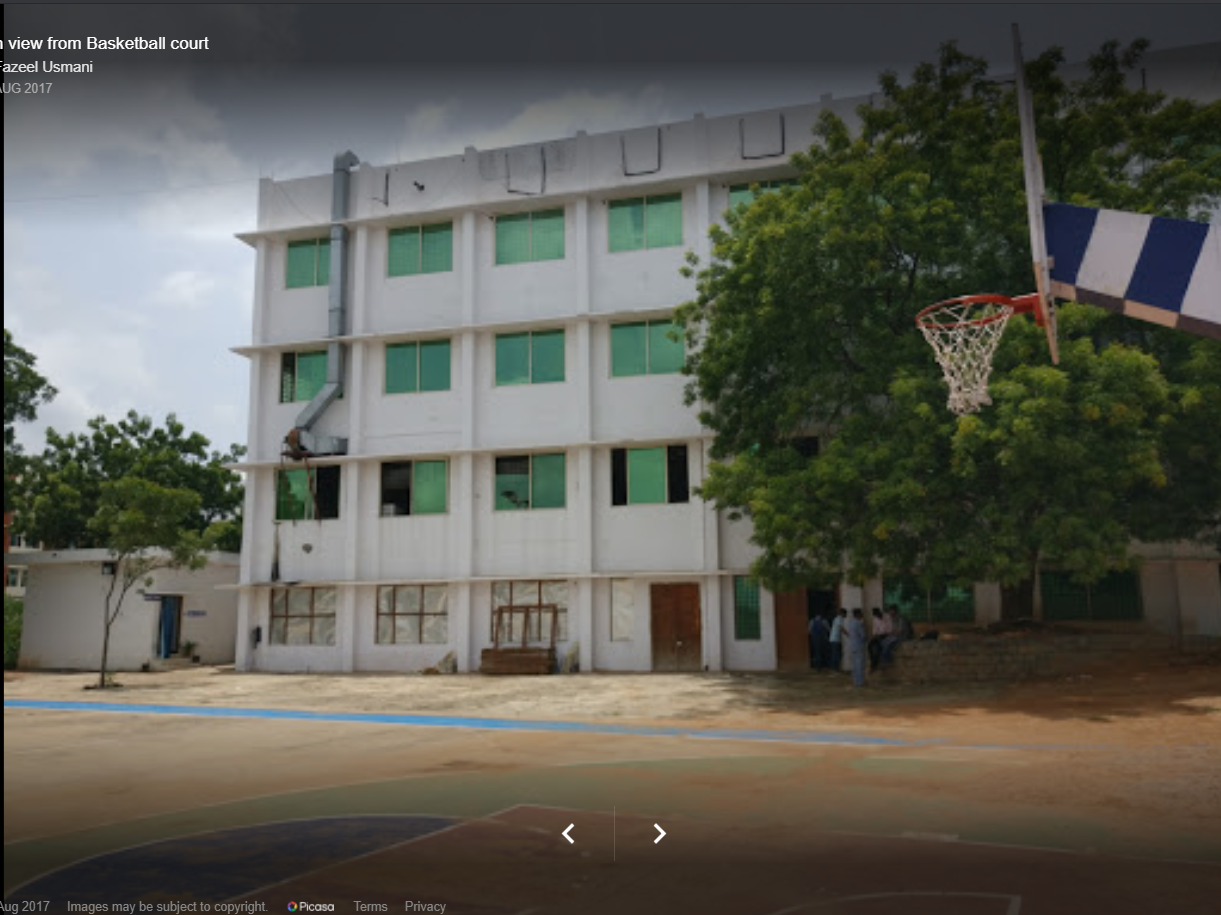 view from Basketball court
Fazeel Usmani
AUG 2017
Aug 2017 Images may be subject to copyright. Picasa Terms Privacy